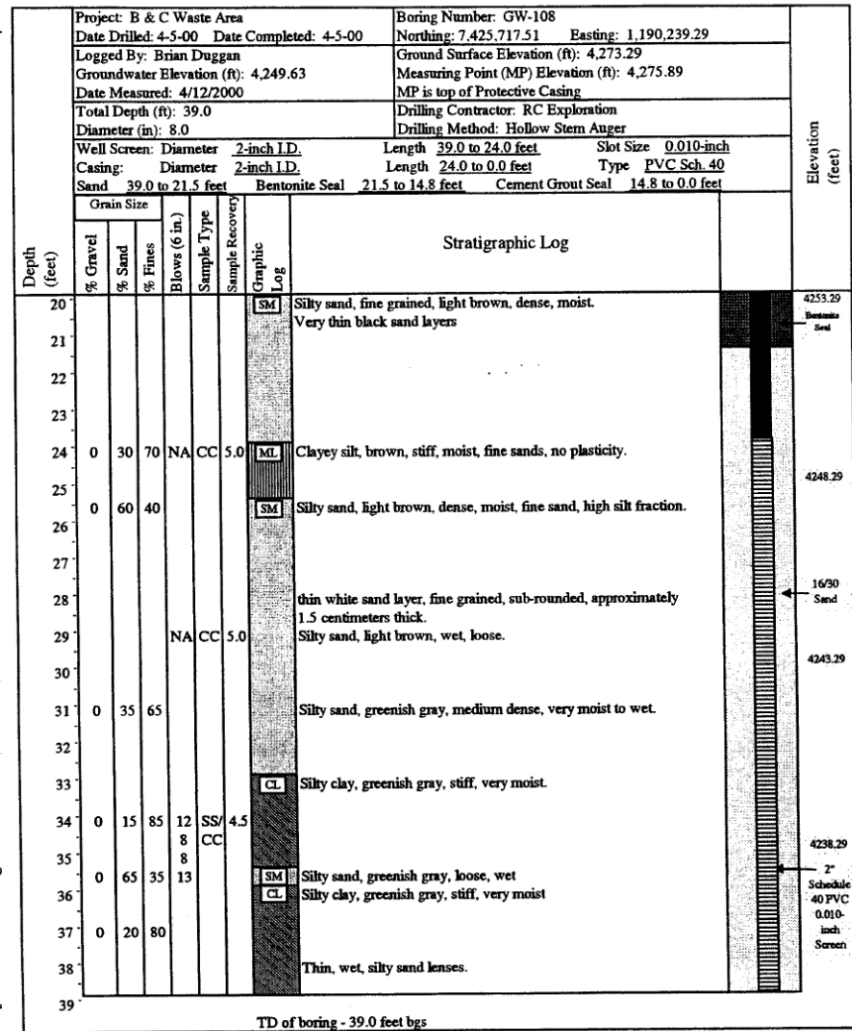 Project: B & C Waste Area Boring Number: GW-108
Date Drilled: 4-5-00 Date Completed: 4-5-00 Northing: 7,425,717.51 Easting: 1,190,239.29
Logged By: Brian Duggan Ground Surface Elevation (ft): 4,273.29
Groundwater Elevation (ft): 4,249.63 Measuring Point (MP) Elevation (ft): 4,275.89
Date Measured: 4/12/2000 MP is top of Protective Casing
Total Depth (ft): 39.0 Drilling Contractor: RC Exploration
Diameter (in): 8.0 Drilling Method: Hollow Stem Auger
Well Screen: Diameter 2-inch I.D. Length 39.0 to 24.0 feet Slot Size 0.010-inch
Casing: Diameter 2-inch I.D. Length 24.0 to 0.0 feet Type PVC Sch. 40
Sand 39.0 to 21.5 feet Bentonite Seal 21.5 to 14.8 feet Cement Grout Seal 14.8 to 0.0 feet
Elevation (feet)
Grain Size
Depth (feet) % Gravel % Sand % Fines Blows (6 in.) Sample Type Sample Recovery Graphic Log Stratigraphic Log
20 SM Silty sand, fine grained, light brown, dense, moist. 4253.29
Very thin black sand layers Bentonite Seal
21
22
23
24 0 30 70 NA CC 5.0 ML Clayey silt, brown, stiff, moist, fine sands, no plasticity.
4248.29
25
0 60 40 SM Silty sand, light brown, dense, moist, fine sand, high silt fraction.
26
27
16/30 Sand
28 thin white sand layer, fine grained, sub-rounded, approximately
1.5 centimeters thick.
29 NA CC 5.0 Silty sand, light brown, wet, loose.
4243.29
30
31 0 35 65 Silty sand, greenish gray, medium dense, very moist to wet.
32
33 CL Silty clay, greenish gray, stiff, very moist.
34 0 15 85 12 SS/ 4.5
8 CC
4238.29
35 8
0 65 35 13 SM Silty sand, greenish gray, loose, wet
36 CL Silty clay, greenish gray, stiff, very moist
2" Schedule 40 PVC 0.010-inch Screen
37 0 20 80
38 Thin, wet, silty sand lenses.
39
TD of boring - 39.0 feet bgs